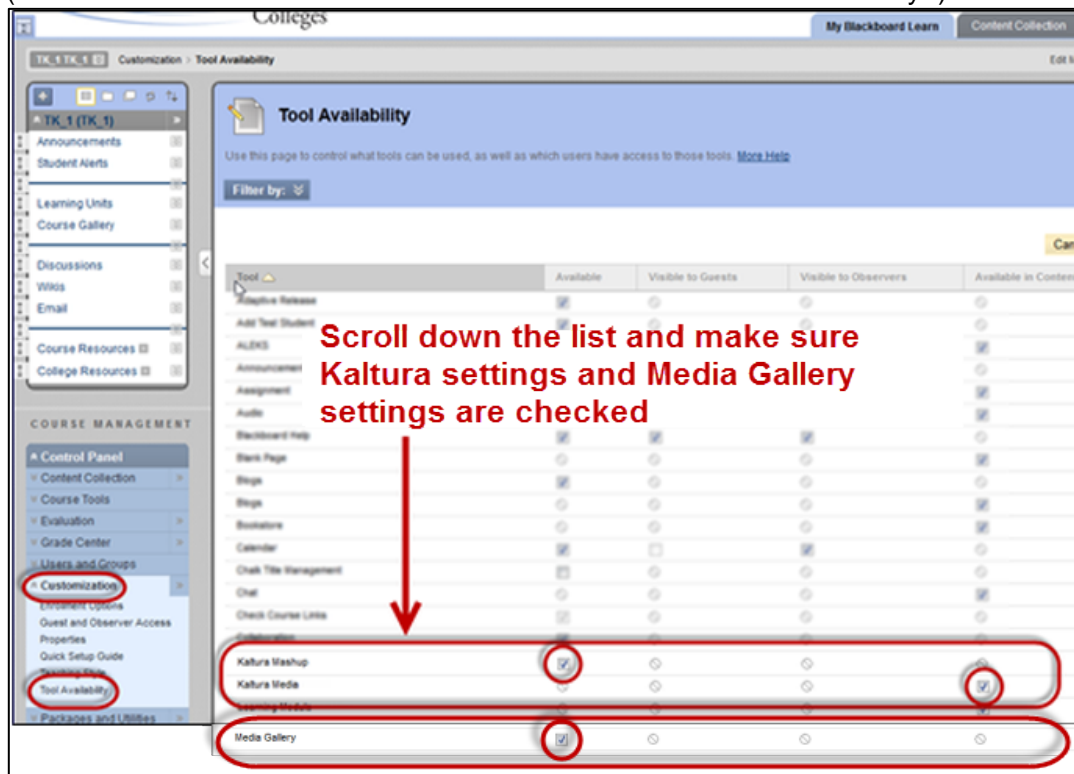 Colleges
My Blackboard Learn
Content Collection
TK_1 TK_1
Customization > Tool Availability
TK_1 (TK_1)
Announcements
Student Alerts
Learning Units
Course Gallery
Discussions
Wikis
Email
Course Resources
College Resources
COURSE MANAGEMENT
Control Panel
Content Collection
Course Tools
Evaluation
Grade Center
Users and Groups
Customization
Enrolment Options
Guest and Observer Access
Properties
Quick Setup Guide
Teaching Style
Tool Availability
Packages and Utilities
Tool Availability
Use this page to control what tools can be used, as well as which users have access to those tools. More Help
Filter by:
Tool Available Visible to Guests Visible to Observers Available in Conten
Adaptive Release
Add Test Student
ALEKS
Announcement
Assignment
Audio
Blackboard Help
Blank Page
Blogs
Blogs
Bookstore
Calendar
Chalk Title Management
Chat
Check Course Links
Collaboration
Kaltura Mashup
Kaltura Media
Learning Module
Media Gallery
Scroll down the list and make sure
Kaltura settings and Media Gallery
settings are checked